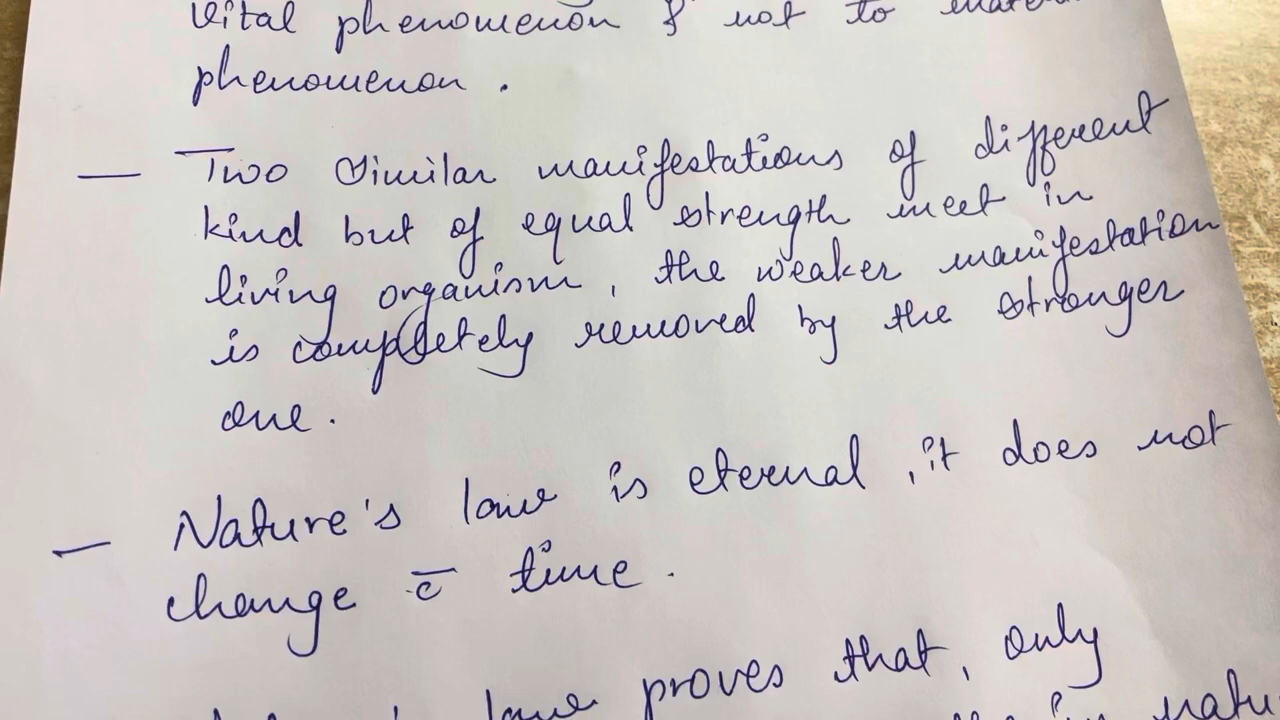 vital phenomenon & not to
phenomenon.
— Two similar manifestations of different
kind but of equal strength meet in
living organism, the weaker manifestation
is completely removed by the stronger
one.
— Nature's law is eternal, it does not
change c̄ time.
law proves that, only